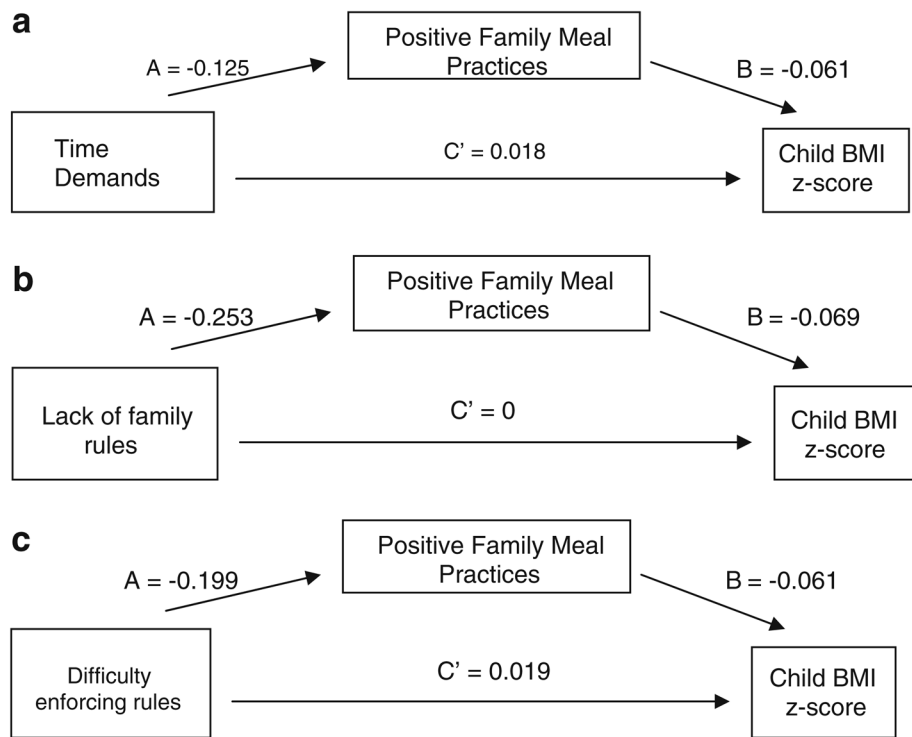 a
Positive Family Meal
Practices
A = -0.125
B = -0.061
Time
Demands
C’ = 0.018
Child BMI
z-score
b
Positive Family Meal
Practices
A = -0.253
B = -0.069
Lack of family
rules
C’ = 0
Child BMI
z-score
c
Positive Family Meal
Practices
A = -0.199
B = -0.061
Difficulty
enforcing rules
C’ = 0.019
Child BMI
z-score